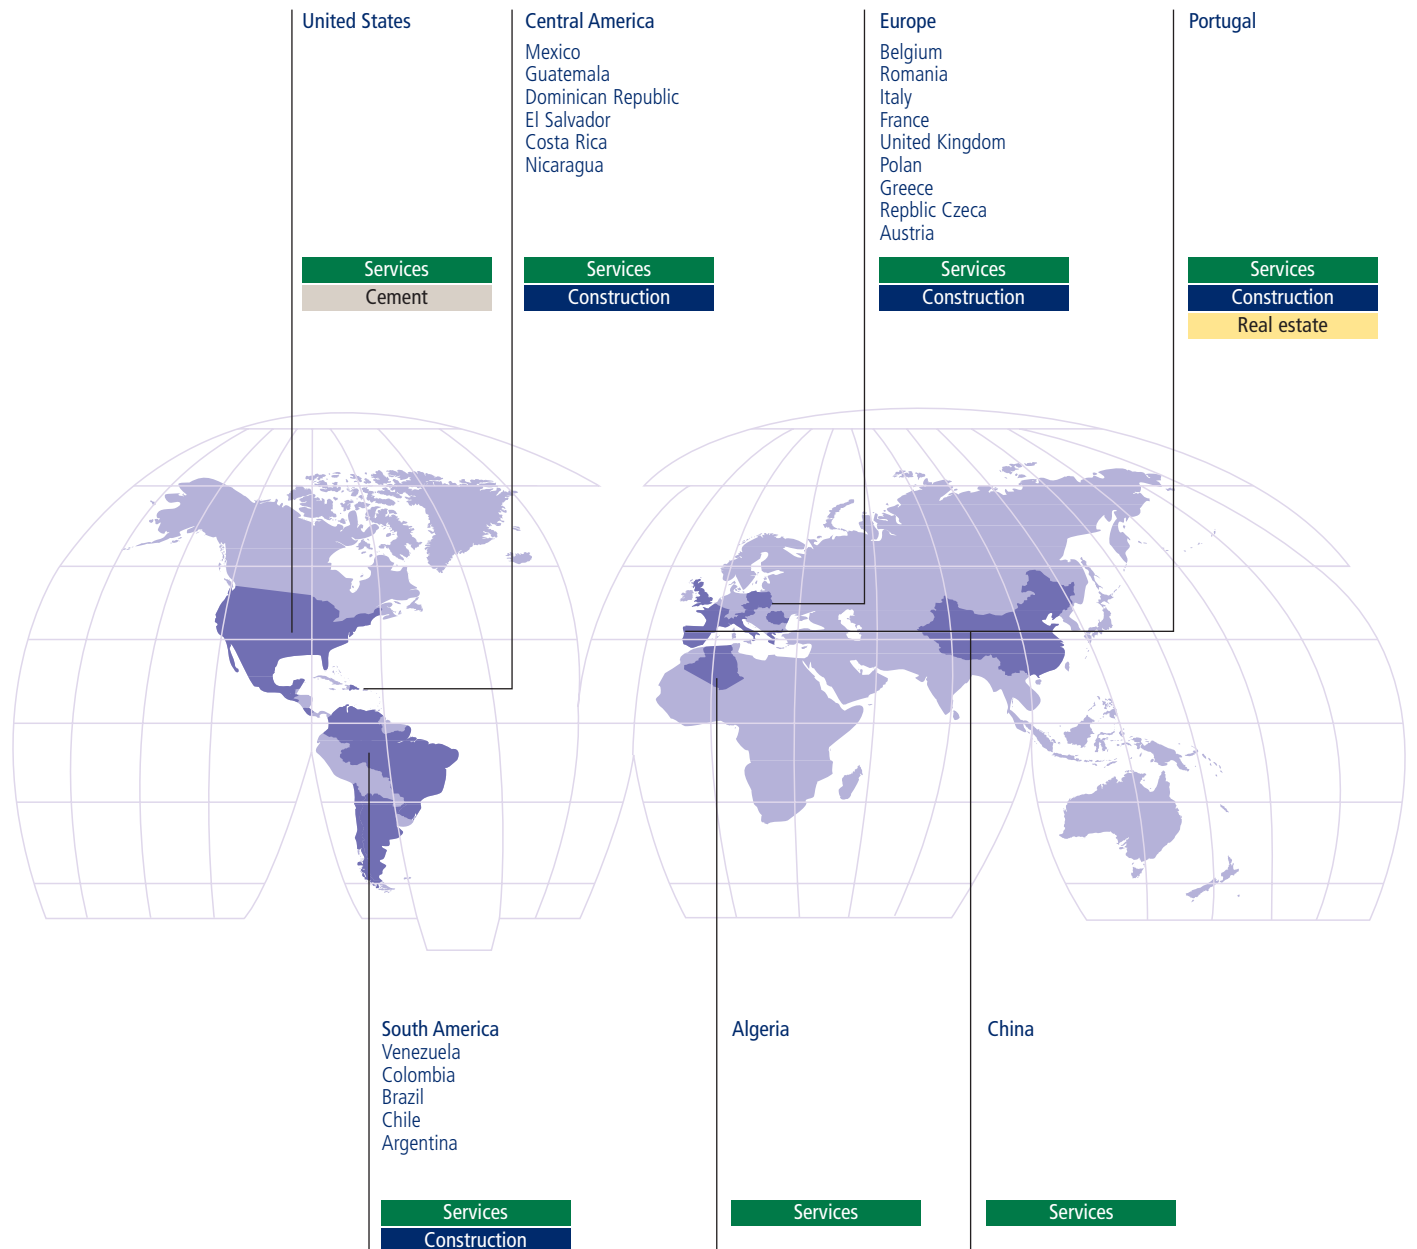 United States
Services
Cement
Central America
Mexico
Guatemala
Dominican Republic
El Salvador
Costa Rica
Nicaragua
Services
Construction
Europe
Belgium
Romania
Italy
France
United Kingdom
Polan
Greece
Repblic Czeca
Austria
Services
Construction
Portugal
Services
Construction
Real estate
South America
Venezuela
Colombia
Brazil
Chile
Argentina
Services
Construction
Algeria
Services
China
Services